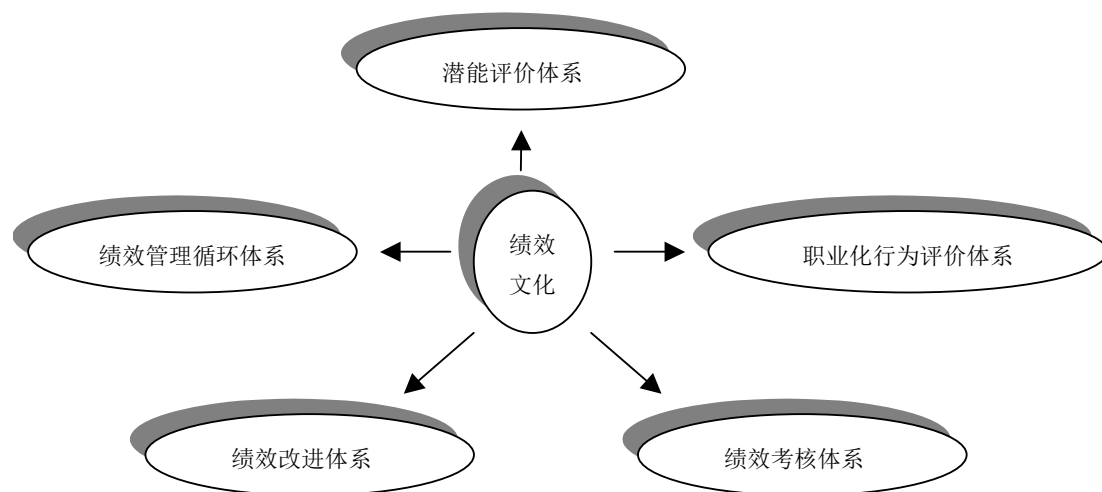 潜能评价体系
绩效管理循环体系
绩效
文化
职业化行为评价体系
绩效改进体系
绩效考核体系